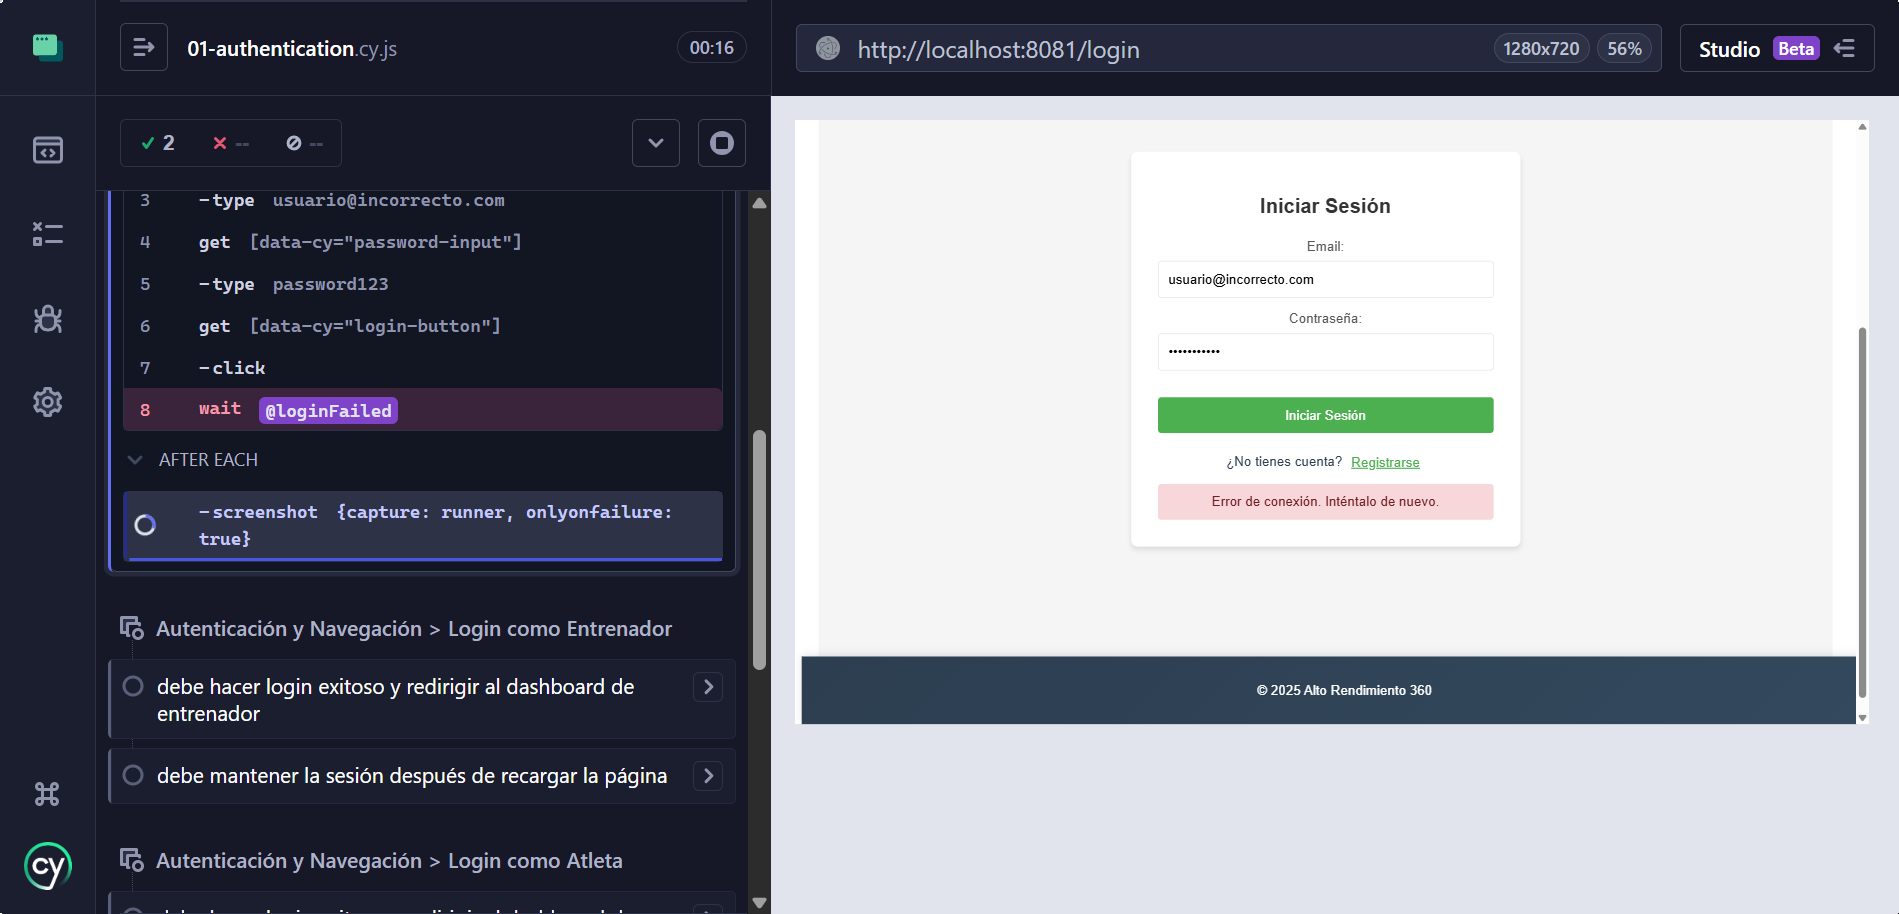 01-authentication.cy.js
00:16
2
--
--
3 -type usuario@incorrecto.com
4 get [data-cy="password-input"]
5 -type password123
6 get [data-cy="login-button"]
7 -click
8 wait @loginFailed
AFTER EACH
-screenshot {capture: runner, onlyonfailure:
true}
Autenticación y Navegación > Login como Entrenador
debe hacer login exitoso y redirigir al dashboard de
entrenador
debe mantener la sesión después de recargar la página
Autenticación y Navegación > Login como Atleta
cy
http://localhost:8081/login
1280x720
56%
Studio Beta
Iniciar Sesión
Email:
usuario@incorrecto.com
Contraseña:
•••••••••••
Iniciar Sesión
¿No tienes cuenta? Registrarse
Error de conexión. Inténtalo de nuevo.
© 2025 Alto Rendimiento 360